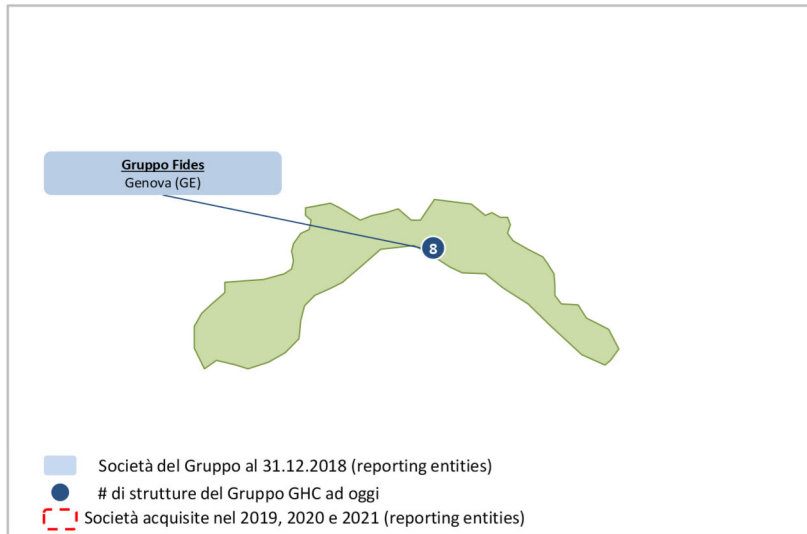 Gruppo Fides
Genova (GE)
8
Società del Gruppo al 31.12.2018 (reporting entities)
# di strutture del Gruppo GHC ad oggi
Società acquisite nel 2019, 2020 e 2021 (reporting entities)